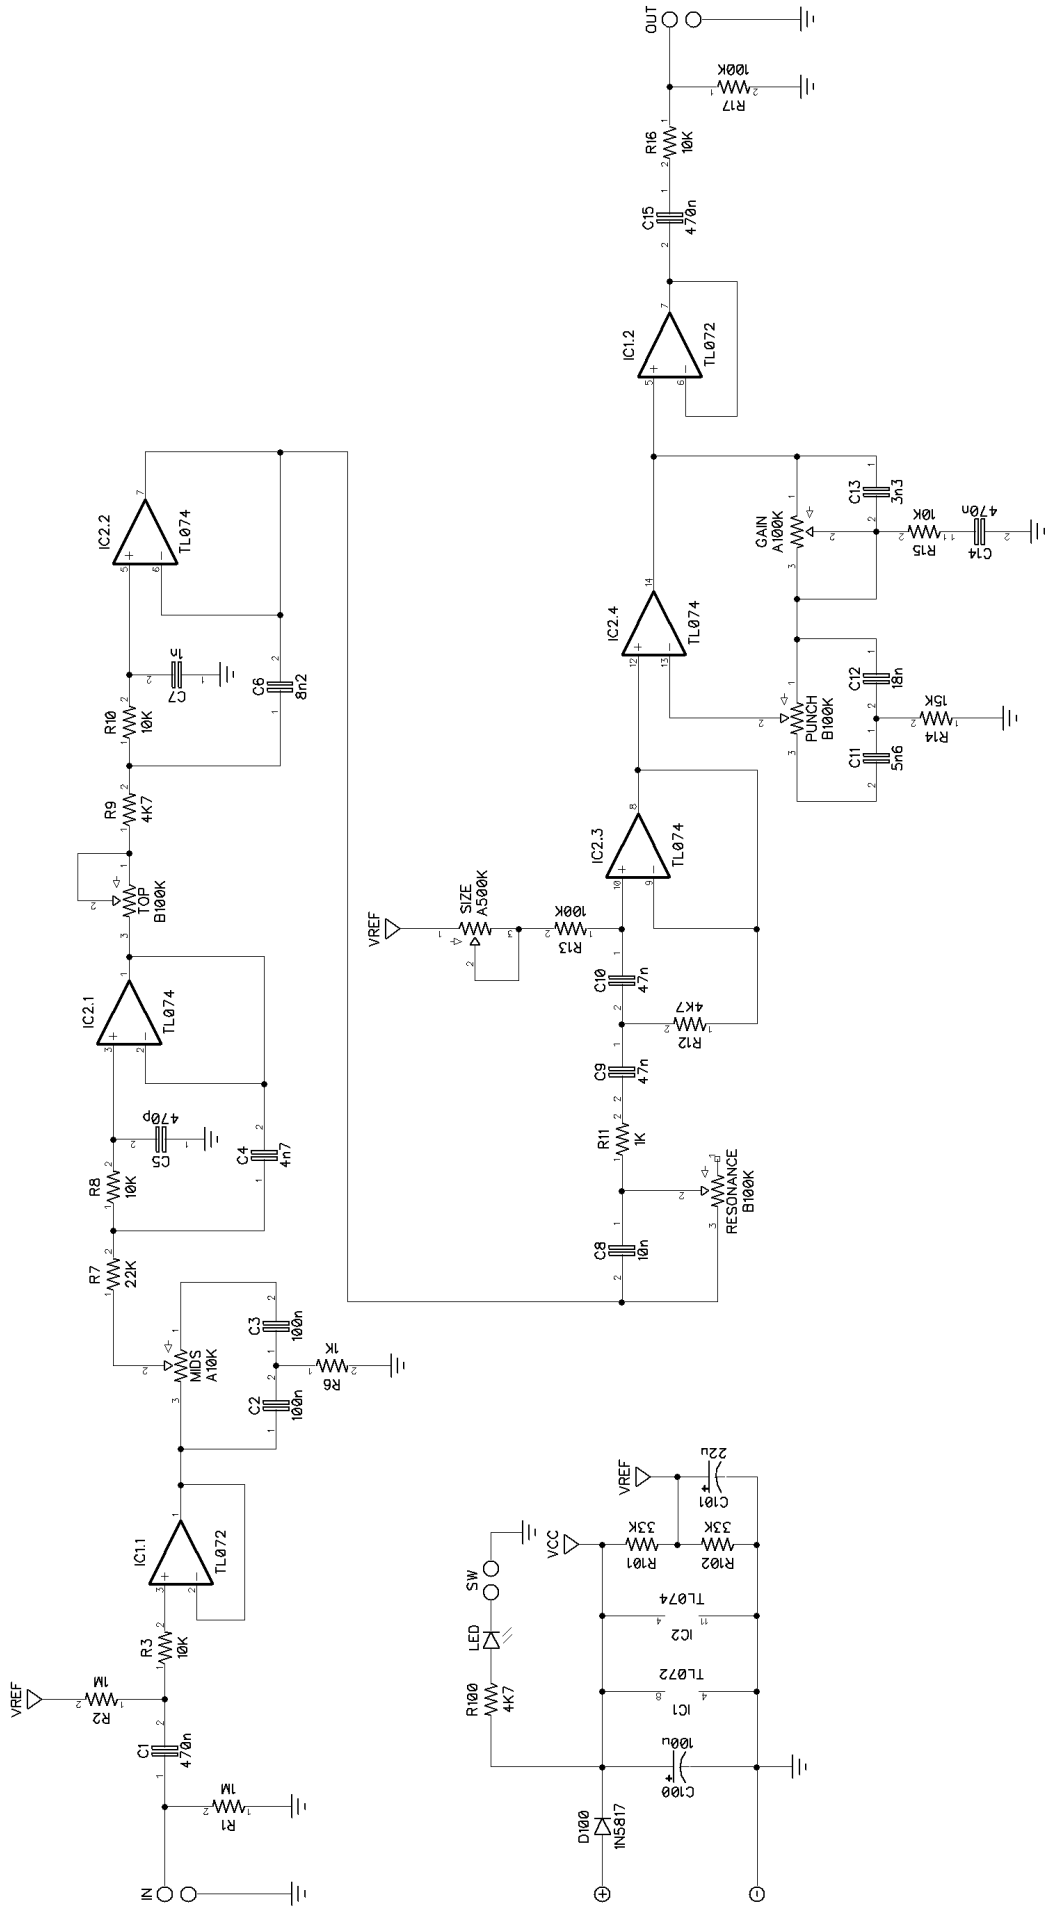 IN
R1
1M
C1
470n
VREF
R2
1M
R3
10K
IC1.1
TL072
MIDS
A10K
C2
100n
C3
100n
R6
1K
R7
22K
R8
10K
C5
470p
C4
4n7
IC2.1
TL074
TOP
B100K
R9
4K7
R10
10K
C7
1n
C6
8n2
IC2.2
TL074
C8
10n
RESONANCE
B100K
R11
1K
C9
47n
R12
4K7
C10
47n
VREF
SIZE
A500K
R13
100K
IC2.3
TL074
IC2.4
TL074
PUNCH
B100K
C11
5n6
C12
18n
R14
15K
GAIN
A100K
C13
3n3
R15
10K
C14
470n
IC1.2
TL072
C15
470n
R16
10K
R17
100K
OUT
D100
1N5817
C100
100u
R100
4K7
LED
SW
IC1
TL072
IC2
TL074
VCC
R101
33K
R102
33K
VREF
C101
22u